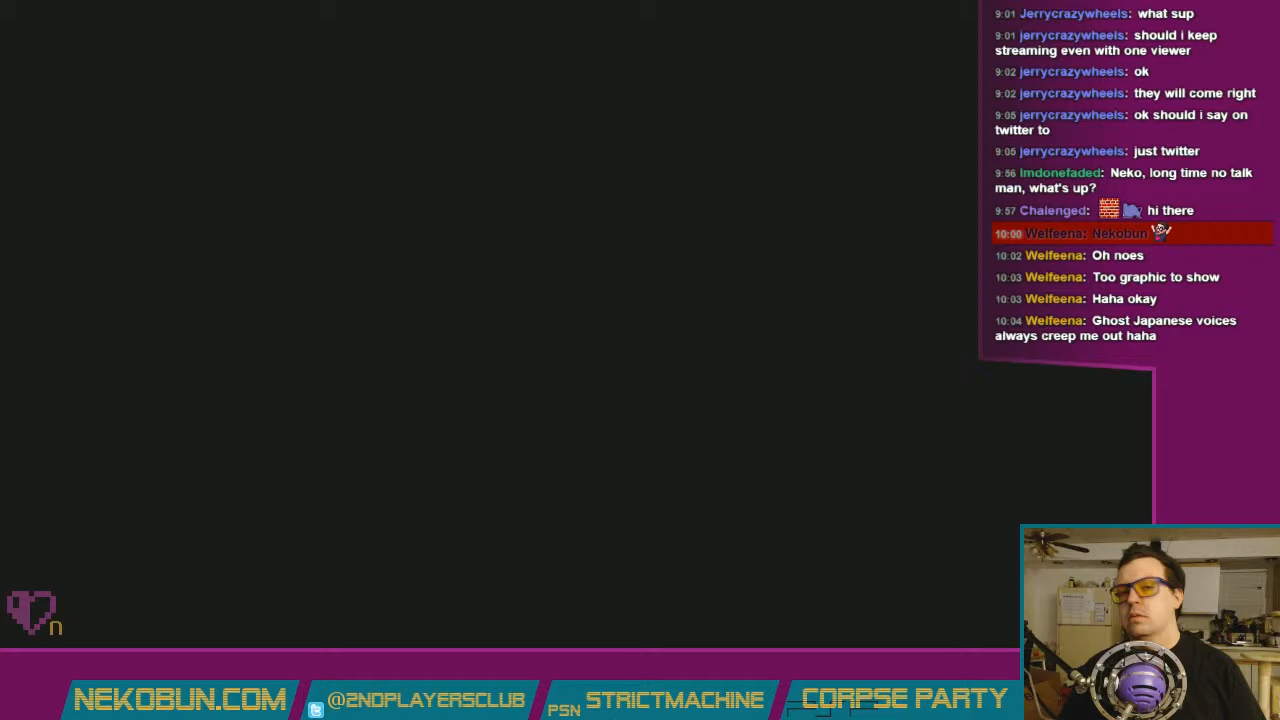 9:01 Jerrycrazywheels: what sup
9:01 jerrycrazywheels: should i keep
streaming even with one viewer
9:02 jerrycrazywheels: ok
9:02 jerrycrazywheels: they will come right
9:05 jerrycrazywheels: ok should i say on
twitter to
9:05 jerrycrazywheels: just twitter
9:56 Imdonefaded: Neko, long time no talk
man, what's up?
9:57 Chalenged: hi there
10:00 Welfeena: Nekobun
10:02 Welfeena: Oh noes
10:03 Welfeena: Too graphic to show
10:03 Welfeena: Haha okay
10:04 Welfeena: Ghost Japanese voices
always creep me out haha
n
NEKOBUN.COM
@2NDPLAYERSCLUB
PSN STRICTMACHINE
CORPSE PARTY